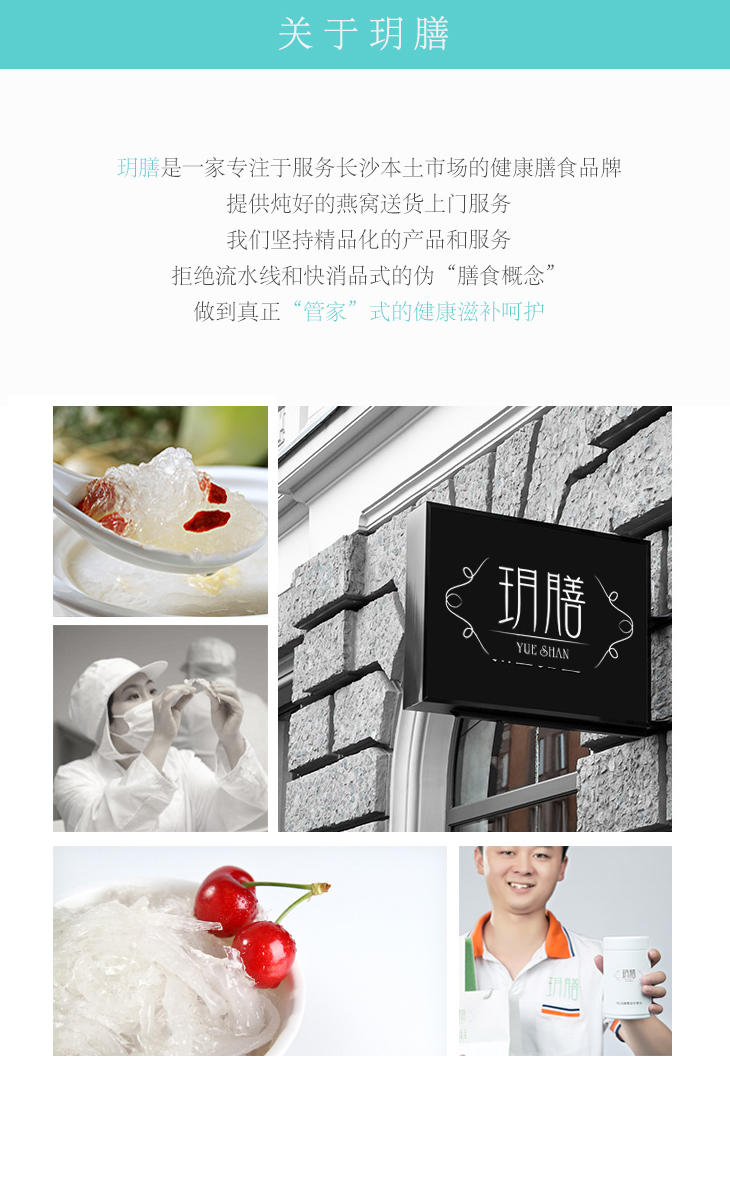 关于玥膳
玥膳是一家专注于服务长沙本土市场的健康膳食品牌
提供炖好的燕窝送货上门服务
我们坚持精品化的产品和服务
拒绝流水线和快消品式的伪“膳食概念”
做到真正“管家”式的健康滋补呵护
玥膳
YUE SHAN
玥膳
玥膳